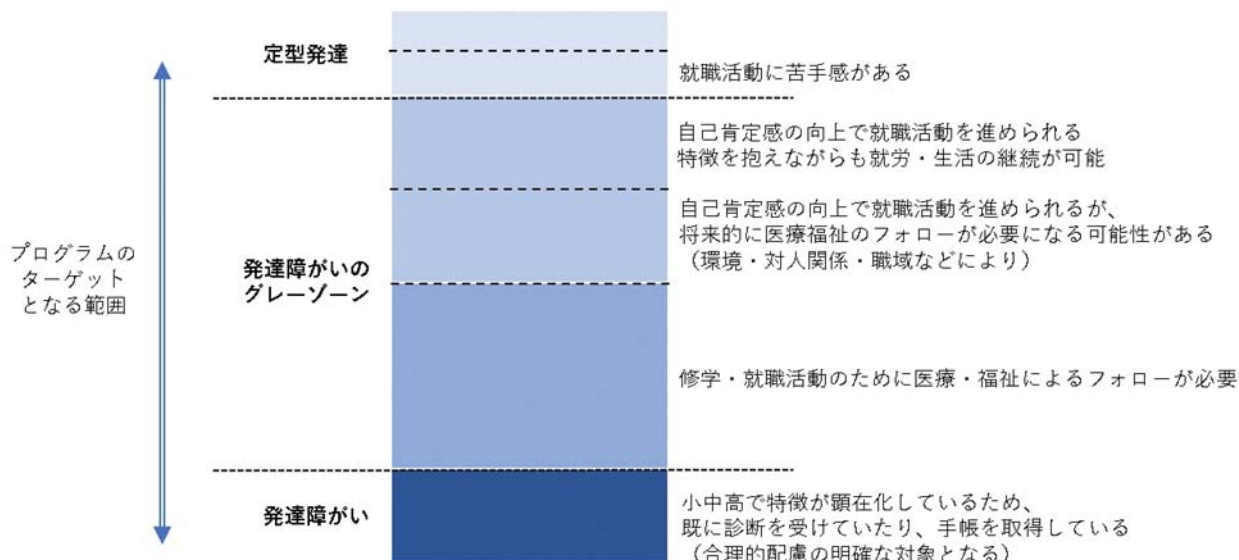 定型発達
就職活動に苦手感がある
自己肯定感の向上で就職活動を進められる
特徴を抱えながらも就労・生活の継続が可能
自己肯定感の向上で就職活動を進められるが、
将来的に医療福祉のフォローが必要になる可能性がある
（環境・対人関係・職域などにより）
プログラムの
ターゲット
となる範囲
発達障がいの
グレーゾーン
修学・就職活動のために医療・福祉によるフォローが必要
発達障がい
小中高で特徴が顕在化しているため、
既に診断を受けていたり、手帳を取得している
（合理的配慮の明確な対象となる）